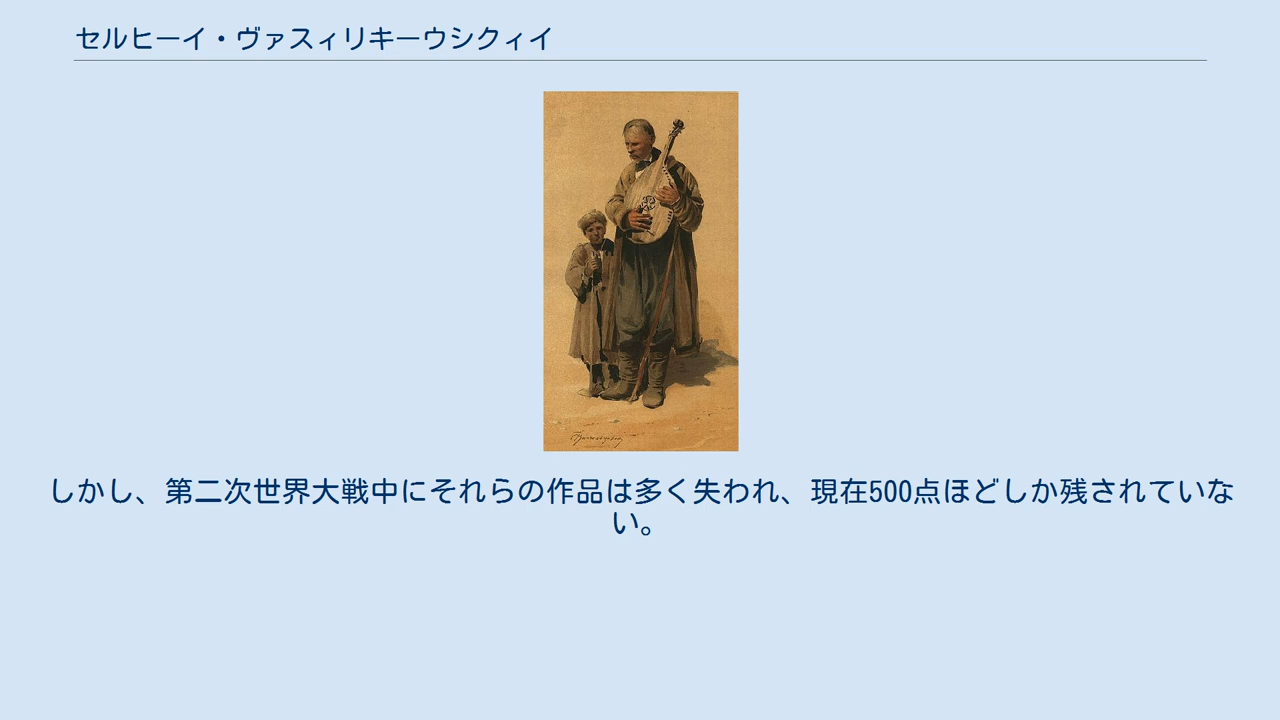 セルヒーイ・ヴァスィリキーウシクィイ
しかし、第二次世界大戦中にそれらの作品は多く失われ、現在500点ほどしか残されていな
い。